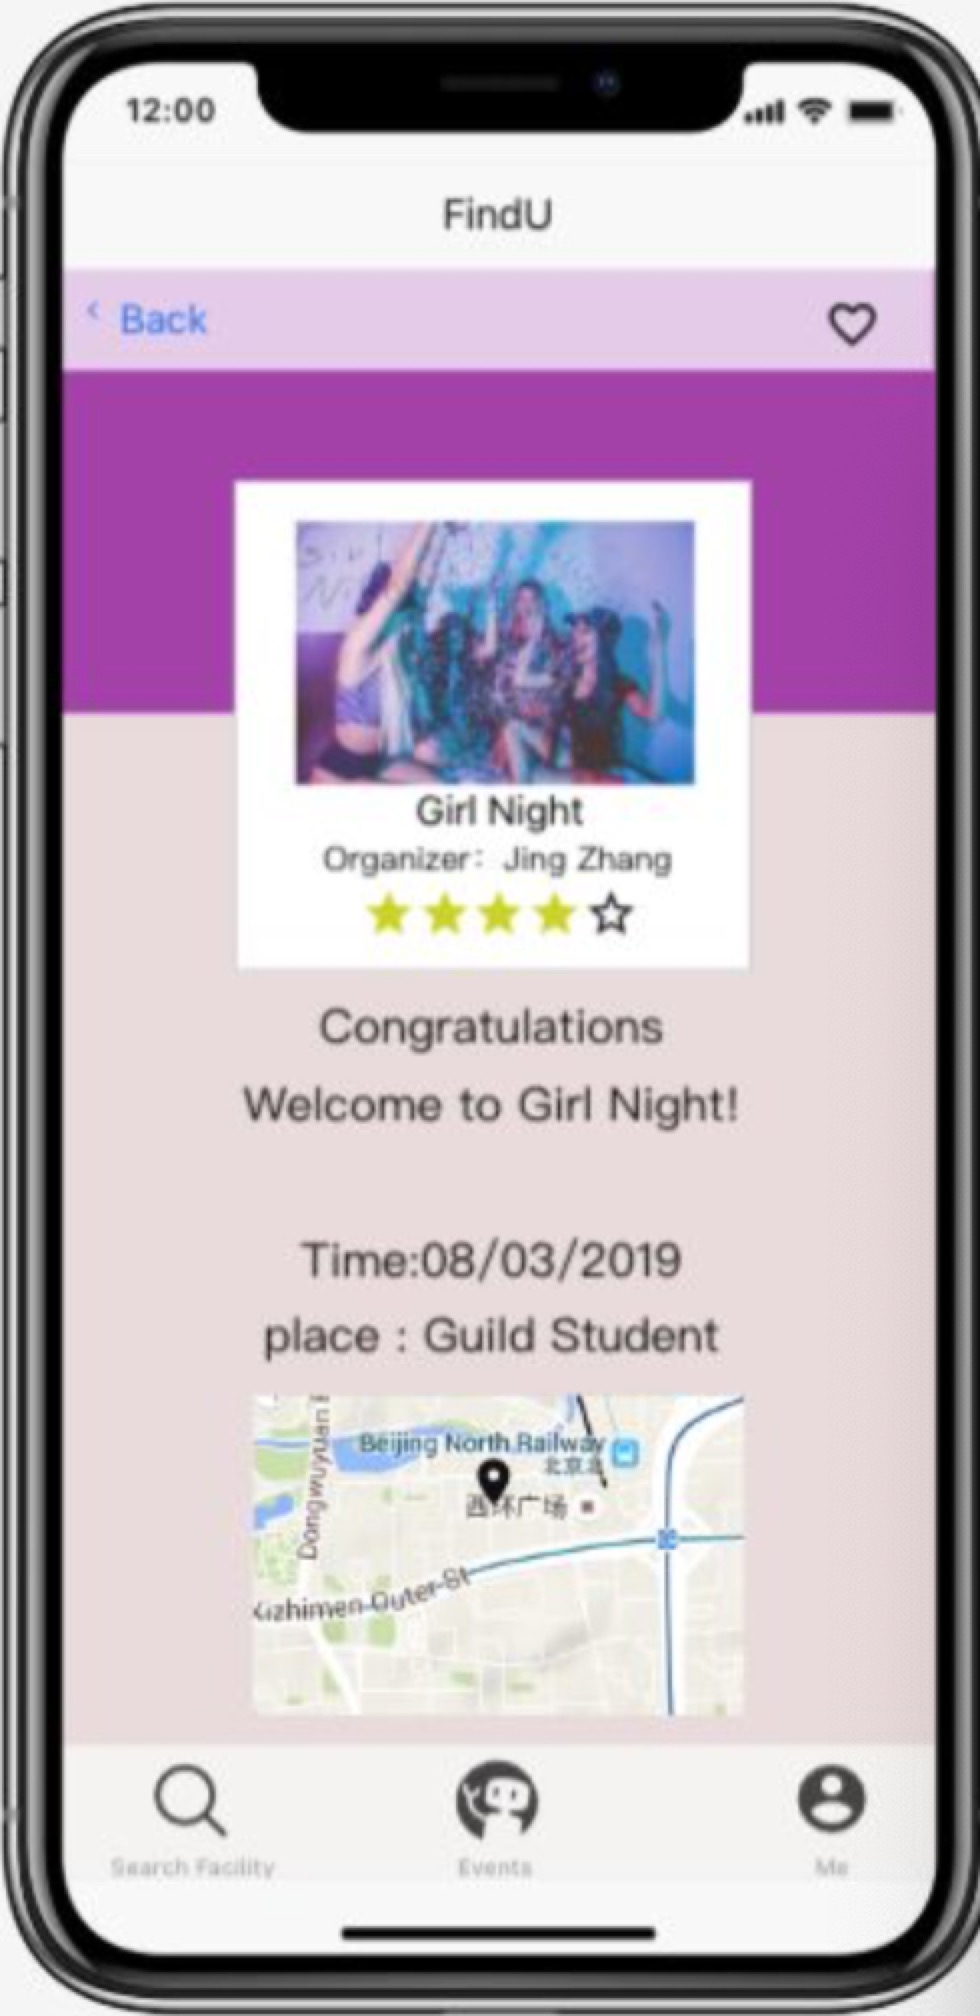 12:00
FindU
Back
Girl Night
Organizer: Jing Zhang
Congratulations
Welcome to Girl Night!
Time:08/03/2019
place : Guild Student
Dongwuyuan
Beijing North Railway
北京北
西环广场
Xizhimen Outer St
Search Facility
Events
Me